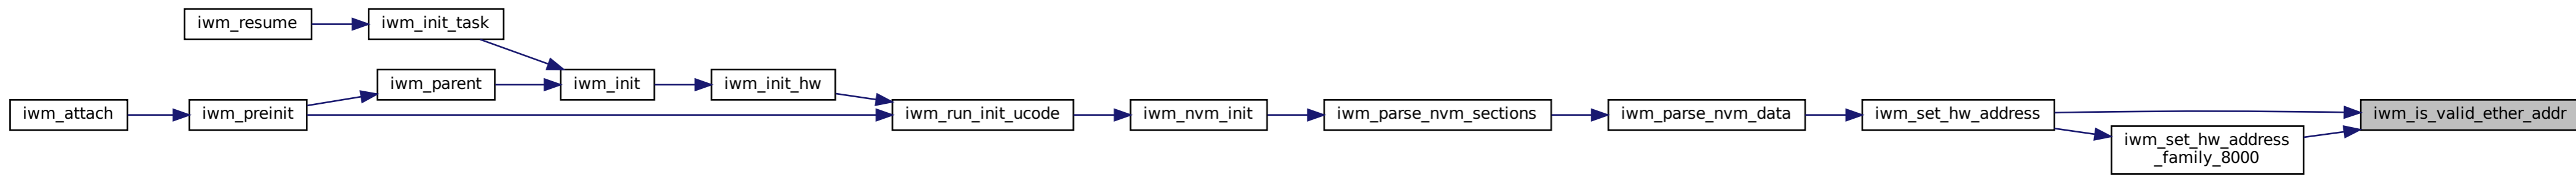 iwm_resume
iwm_init_task
iwm_parent
iwm_init
iwm_init_hw
iwm_attach
iwm_preinit
iwm_run_init_ucode
iwm_nvm_init
iwm_parse_nvm_sections
iwm_parse_nvm_data
iwm_set_hw_address
iwm_is_valid_ether_addr
iwm_set_hw_address
_family_8000